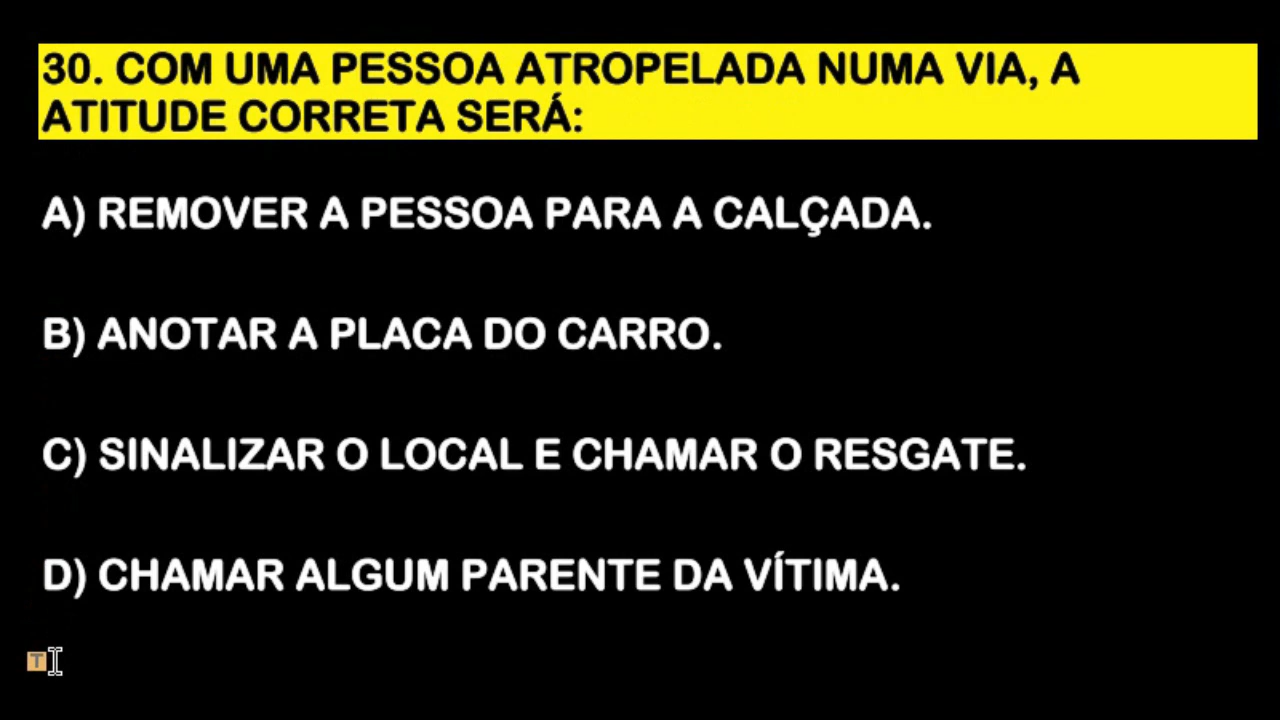 30. COM UMA PESSOA ATROPELADA NUMA VIA, A
ATITUDE CORRETA SERÁ:
A) REMOVER A PESSOA PARA A CALÇADA.
B) ANOTAR A PLACA DO CARRO.
C) SINALIZAR O LOCAL E CHAMAR O RESGATE.
D) CHAMAR ALGUM PARENTE DA VÍTIMA.
T